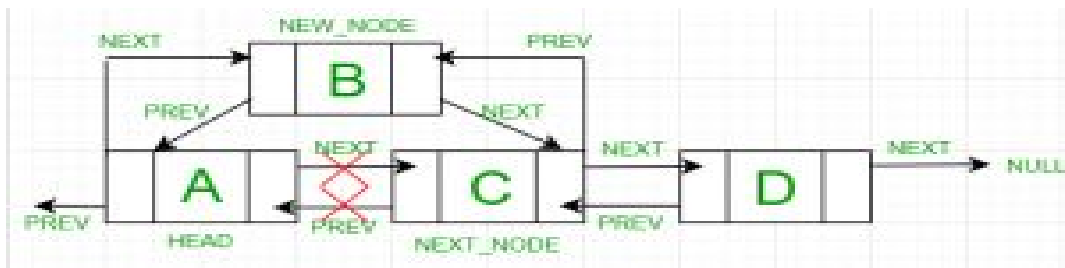 NEW_NODE
NEXT
PREV
B
PREV
NEXT
NEXT
NEXT
NEXT
A
C
D
NULL
PREV
PREV
PREV
HEAD
NEXT_NODE